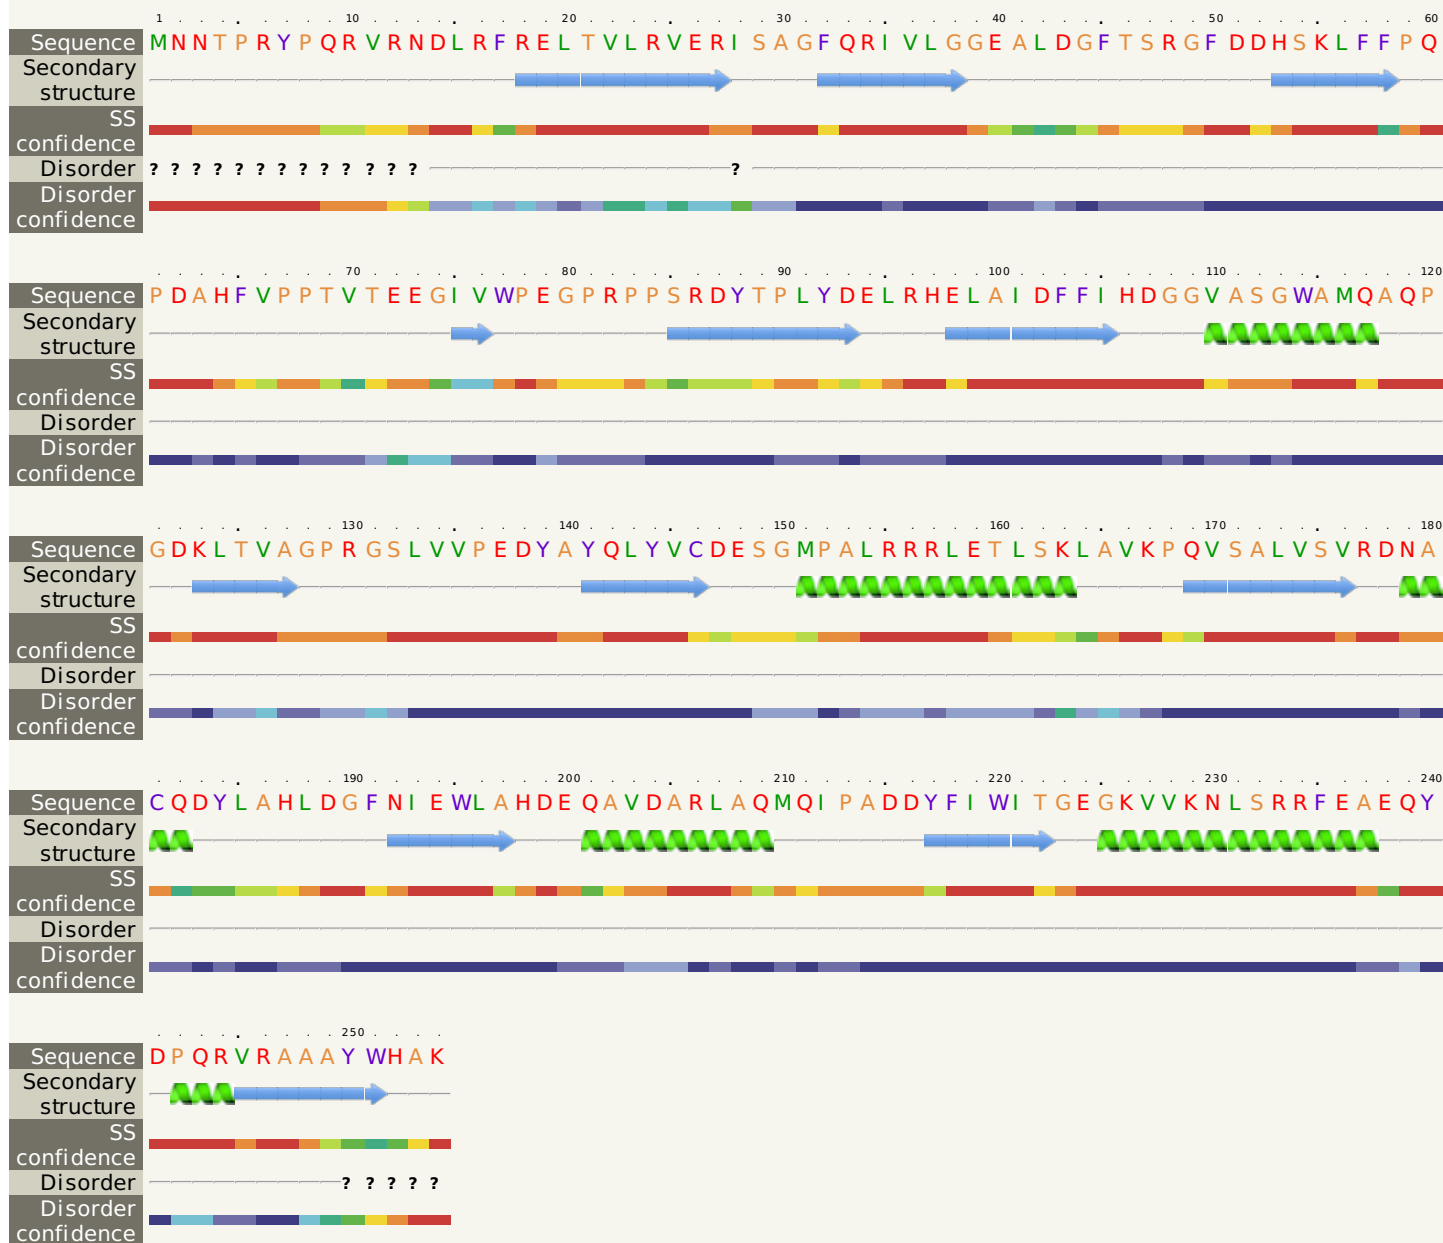 1 . . . . 10 . . . . 20 . . . . 30 . . . . 40 . . . . 50 . . . . 60
Sequence MNNTPRYPQRVRNDLRFRELTVLRVERISAGFQRIVLGGEALDGFTSRGFDDHSKLFFPQ
Secondary
structure
SS
confidence
Disorder ? ? ? ? ? ? ? ? ? ? ? ? ? ?
Disorder
confidence
. . . . . 70 . . . . 80 . . . . 90 . . . . 100 . . . . 110 . . . . 120
Sequence PDAHFVPPTVTEEGIVWPEGPRPPSRDYTPLYDELRHELAIDFFIHDGGVASGWAMQAQP
Secondary
structure
SS
confidence
Disorder
Disorder
confidence
. . . . . 130 . . . . 140 . . . . 150 . . . . 160 . . . . 170 . . . . 180
Sequence GDKLTVAGPRGSLVVPEDYAYQLYVCDESGMPALRRRLETLSKLAVKPQVSALVSVRDNA
Secondary
structure
SS
confidence
Disorder
Disorder
confidence
. . . . . 190 . . . . 200 . . . . 210 . . . . 220 . . . . 230 . . . . 240
Sequence CQDYLAHLDGFNIEWLAHDEQAVDARLAQMQIPADDYFIWITGEGKVVKNLSRRFEAEQY
Secondary
structure
SS
confidence
Disorder
Disorder
confidence
. . . . . 250 . . . .
Sequence DPQRVRAAAYWHAK
Secondary
structure
SS
confidence
Disorder ? ? ? ? ?
Disorder
confidence